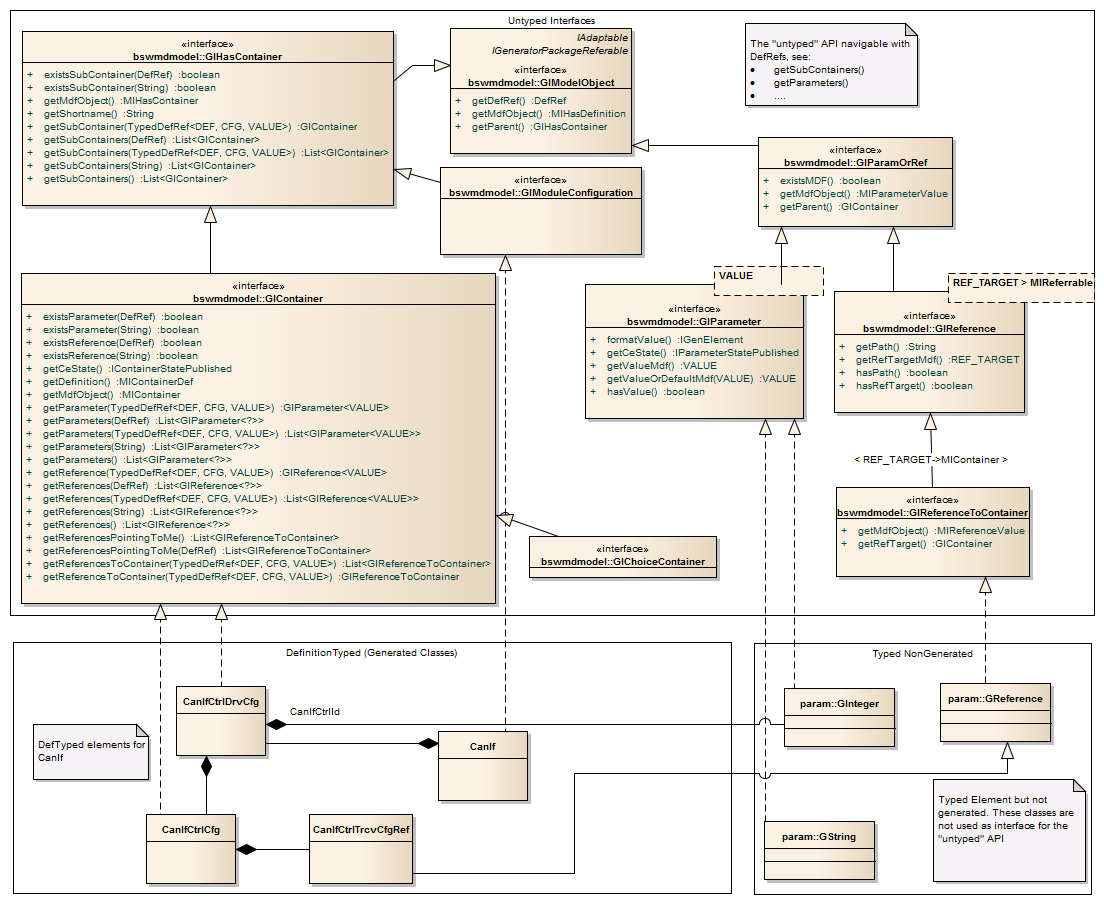 Untyped Interfaces
«interface»
bswmdmodel::GIHasContainer
+ existsSubContainer(DefRef) :boolean
+ existsSubContainer(String) :boolean
+ getMdfObject() :MIHasContainer
+ getShortname() :String
+ getSubContainer(TypedDefRef<DEF, CFG, VALUE>) :GIContainer
+ getSubContainers(DefRef) :List<GIContainer>
+ getSubContainers(TypedDefRef<DEF, CFG, VALUE>) :List<GIContainer>
+ getSubContainers(String) :List<GIContainer>
+ getSubContainers() :List<GIContainer>
IAdaptable
IGeneratorPackageReferable
«interface»
bswmdmodel::GIModelObject
+ getDefRef() :DefRef
+ getMdfObject() :MIHasDefinition
+ getParent() :GIHasContainer
The "untyped" API navigable with
DefRefs, see:
• getSubContainers()
• getParameters()
• ....
«interface»
bswmdmodel::GIParamOrRef
+ existsMDF() :boolean
+ getMdfObject() :MIParameterValue
+ getParent() :GIContainer
«interface»
bswmdmodel::GIModuleConfiguration
«interface»
bswmdmodel::GIContainer
+ existsParameter(DefRef) :boolean
+ existsParameter(String) :boolean
+ existsReference(DefRef) :boolean
+ existsReference(String) :boolean
+ getCeState() :IContainerStatePublished
+ getDefinition() :MIContainerDef
+ getMdfObject() :MIContainer
+ getParameter(TypedDefRef<DEF, CFG, VALUE>) :GIParameter<VALUE>
+ getParameters(DefRef) :List<GIParameter<?>>
+ getParameters(TypedDefRef<DEF, CFG, VALUE>) :List<GIParameter<VALUE>>
+ getParameters(String) :List<GIParameter<?>>
+ getParameters() :List<GIParameter<?>>
+ getReference(TypedDefRef<DEF, CFG, VALUE>) :GIReference<VALUE>
+ getReferences(DefRef) :List<GIReference<?>>
+ getReferences(TypedDefRef<DEF, CFG, VALUE>) :List<GIReference<VALUE>>
+ getReferences(String) :List<GIReference<?>>
+ getReferences() :List<GIReference<?>>
+ getReferencesPointingToMe() :List<GIReferenceToContainer>
+ getReferencesPointingToMe(DefRef) :List<GIReferenceToContainer>
+ getReferencesToContainer(TypedDefRef<DEF, CFG, VALUE>) :List<GIReferenceToContainer>
+ getReferenceToContainer(TypedDefRef<DEF, CFG, VALUE>) :GIReferenceToContainer
VALUE
«interface»
bswmdmodel::GIParameter
+ formatValue() :IGenElement
+ getCeState() :IParameterStatePublished
+ getValueMdf() :VALUE
+ getValueOrDefaultMdf(VALUE) :VALUE
+ hasValue() :boolean
REF_TARGET > MIReferrable
«interface»
bswmdmodel::GIReference
+ getPath() :String
+ getRefTargetMdf() :REF_TARGET
+ hasPath() :boolean
+ hasRefTarget() :boolean
< REF_TARGET->MIContainer >
«interface»
bswmdmodel::GIReferenceToContainer
+ getMdfObject() :MIReferenceValue
+ getRefTarget() :GIContainer
«interface»
bswmdmodel::GIChoiceContainer
DefinitionTyped (Generated Classes)
CanIfCtrlDrvCfg
CanIfCtrlId
DefTyped elements for
CanIf
CanIf
CanIfCtrlCfg
CanIfCtrlTrcvCfgRef
Typed NonGenerated
param::GInteger
param::GReference
param::GString
Typed Element but not
generated. These classes are
not used as interface for the
"untyped" API